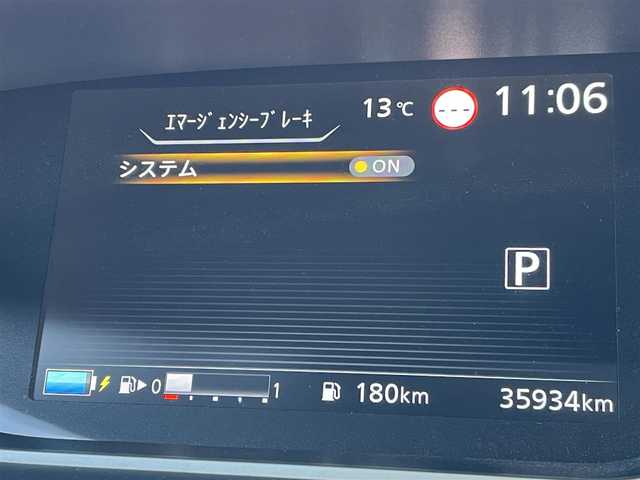 ｴﾏｰｼﾞｪﾝｼｰﾌﾞﾚｰｷ 13℃ --- 11:06
システム ON
P
0 1 180km 35934km